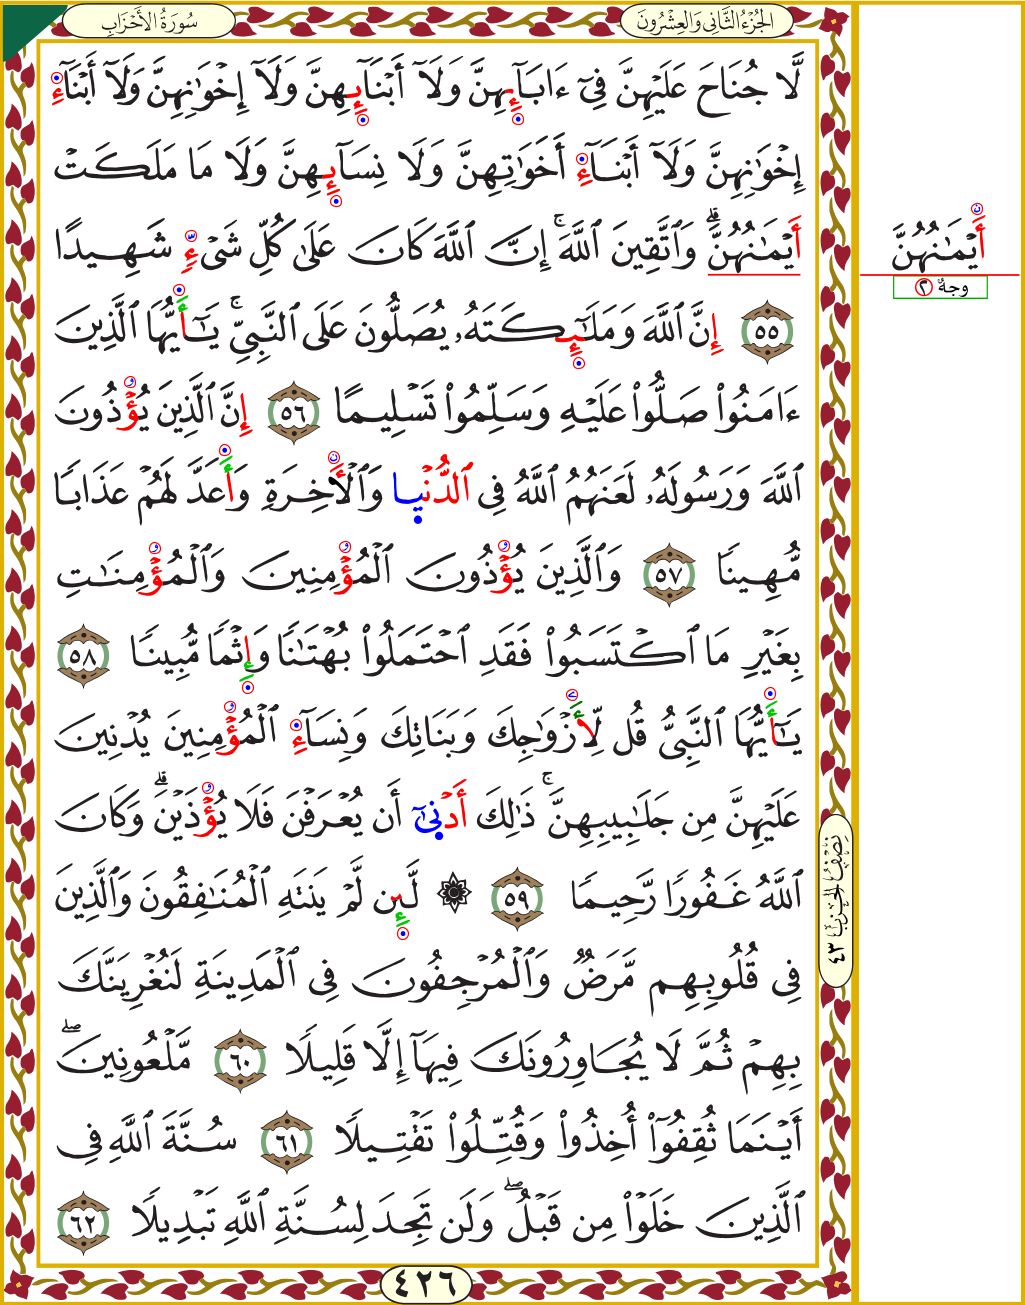 سُورَةُ الأَحْزَابِ
الجُزْءُ الثَّانِي وَالعِشْرُونَ
لَّا جُنَاحَ عَلَيْهِنَّ فِىٓ ءَابَآئِهِنَّ وَلَآ أَبْنَآئِهِنَّ وَلَآ إِخْوَٰنِهِنَّ وَلَآ أَبْنَآءِ
إِخْوَٰنِهِنَّ وَلَآ أَبْنَآءِ أَخَوَٰتِهِنَّ وَلَا نِسَآئِهِنَّ وَلَا مَا مَلَكَتْ
أَيْمَٰنُهُنَّ ۗ وَٱتَّقِينَ ٱللَّهَ ۚ إِنَّ ٱللَّهَ كَانَ عَلَىٰ كُلِّ شَىْءٍ شَهِيدًا
٥٥ إِنَّ ٱللَّهَ وَمَلَٰٓئِكَتَهُۥ يُصَلُّونَ عَلَى ٱلنَّبِىِّ ۚ يَٰٓأَيُّهَا ٱلَّذِينَ
ءَامَنُوا۟ صَلُّوا۟ عَلَيْهِ وَسَلِّمُوا۟ تَسْلِيمًا ٥٦ إِنَّ ٱلَّذِينَ يُؤْذُونَ
ٱللَّهَ وَرَسُولَهُۥ لَعَنَهُمُ ٱللَّهُ فِى ٱلدُّنْيَا وَٱلْأَخِرَةِ وَأَعَدَّ لَهُمْ عَذَابًا
مُّهِينًا ٥٧ وَٱلَّذِينَ يُؤْذُونَ ٱلْمُؤْمِنِينَ وَٱلْمُؤْمِنَٰتِ
بِغَيْرِ مَا ٱكْتَسَبُوا۟ فَقَدِ ٱحْتَمَلُوا۟ بُهْتَٰنًا وَإِثْمًا مُّبِينًا ٥٨
يَٰٓأَيُّهَا ٱلنَّبِىُّ قُل لِّأَزْوَٰجِكَ وَبَنَاتِكَ وَنِسَآءِ ٱلْمُؤْمِنِينَ يُدْنِينَ
عَلَيْهِنَّ مِن جَلَٰبِيبِهِنَّ ۚ ذَٰلِكَ أَدْنَىٰٓ أَن يُعْرَفْنَ فَلَا يُؤْذَيْنَ ۗ وَكَانَ
ٱللَّهُ غَفُورًا رَّحِيمًا ٥٩ ۞ لَّئِن لَّمْ يَنتَهِ ٱلْمُنَٰفِقُونَ وَٱلَّذِينَ
فِى قُلُوبِهِم مَّرَضٌ وَٱلْمُرْجِفُونَ فِى ٱلْمَدِينَةِ لَنُغْرِيَنَّكَ
بِهِمْ ثُمَّ لَا يُجَاوِرُونَكَ فِيهَآ إِلَّا قَلِيلًا ٦٠ مَّلْعُونِينَ ۖ
أَيْنَمَا ثُقِفُوٓا۟ أُخِذُوا۟ وَقُتِّلُوا۟ تَقْتِيلًا ٦١ سُنَّةَ ٱللَّهِ فِى
ٱلَّذِينَ خَلَوْا۟ مِن قَبْلُ ۖ وَلَن تَجِدَ لِسُنَّةِ ٱللَّهِ تَبْدِيلًا ٦٢
٤٢٦
أَيْمَٰنُهُنَّ
وجهٌ ٢
نِصْفُ الحِزْبِ ٤٣